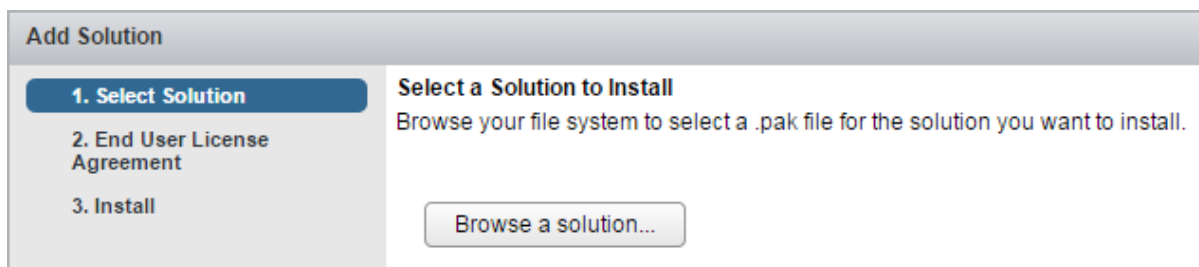 Add Solution
1. Select Solution
2. End User License
Agreement
3. Install
Select a Solution to Install
Browse your file system to select a .pak file for the solution you want to install.
Browse a solution...